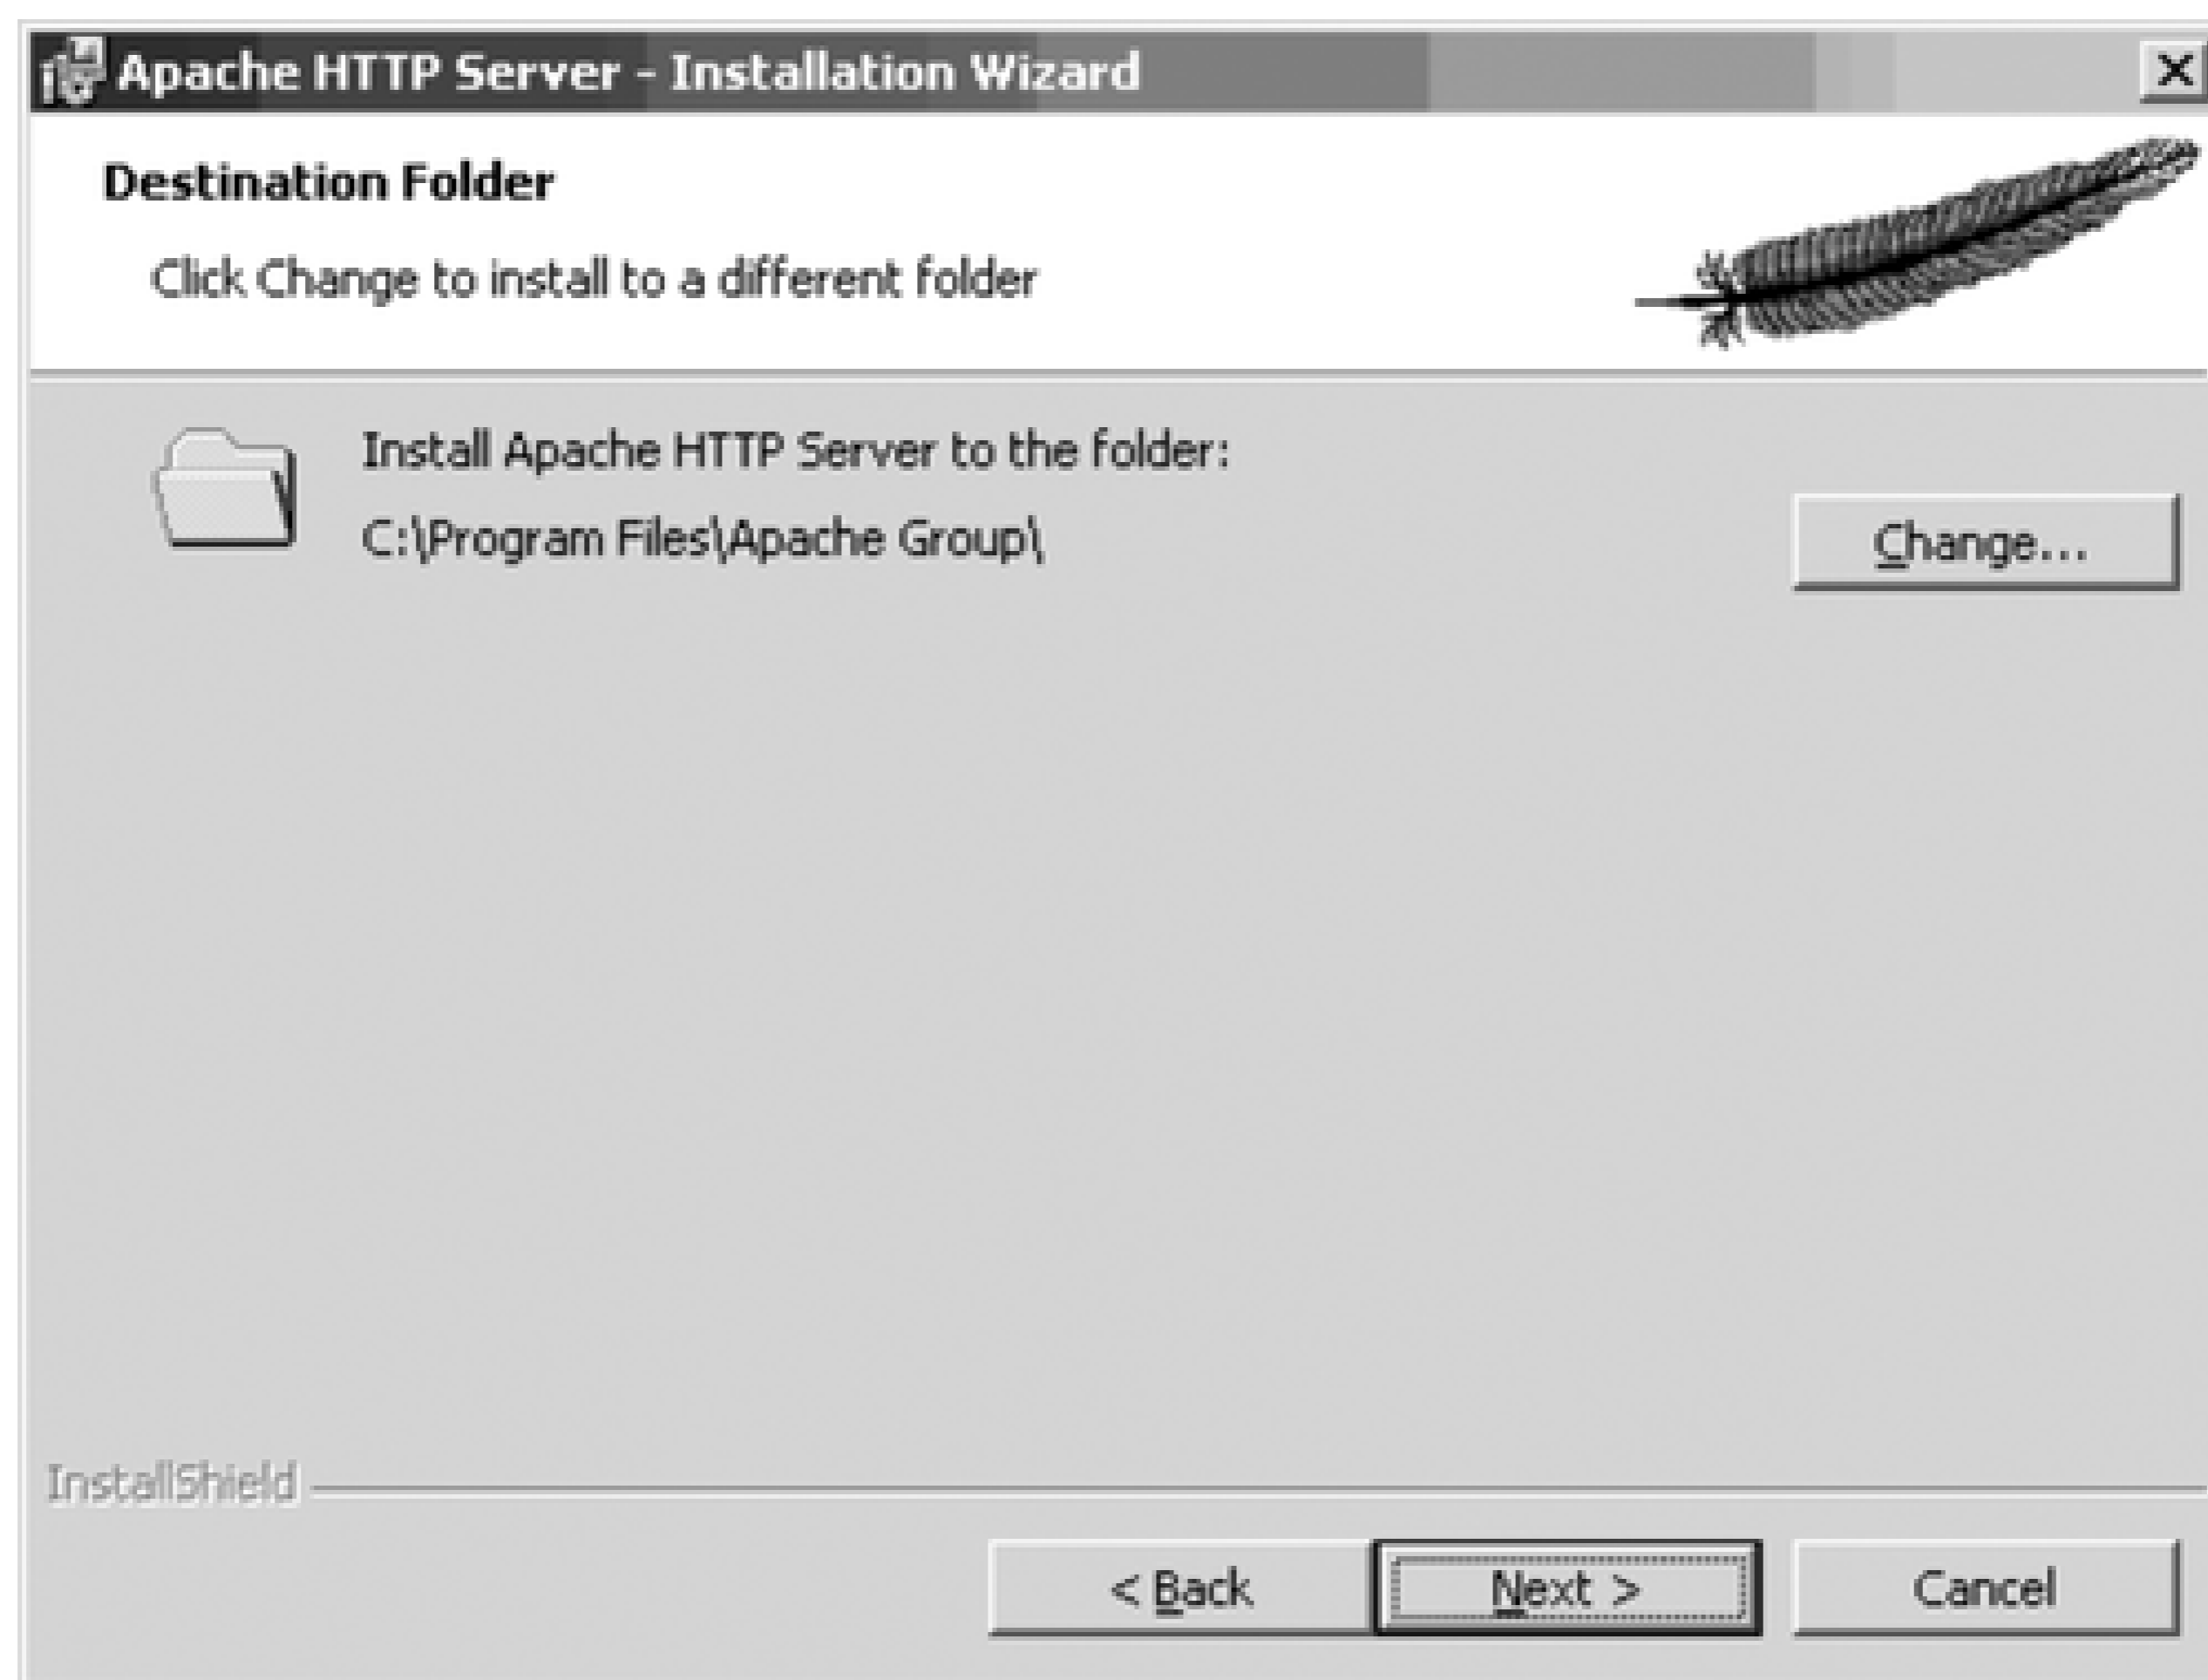 Apache HTTP Server - Installation Wizard
Destination Folder
Click Change to install to a different folder
Install Apache HTTP Server to the folder:
C:\Program Files\Apache Group\
Change...
InstallShield
< Back
Next >
Cancel